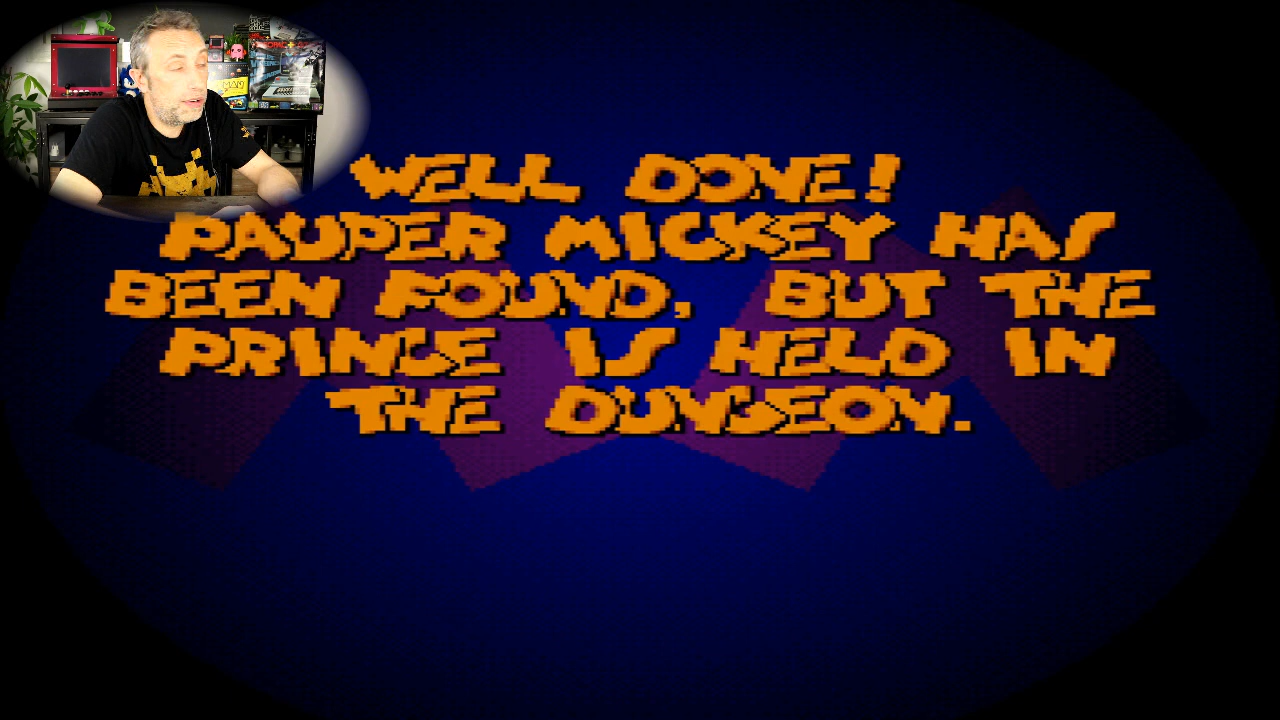 WELL DONE!
PAUPER MICKEY HAS
BEEN FOUND, BUT THE
PRINCE IS HELD IN
THE DUNGEON.